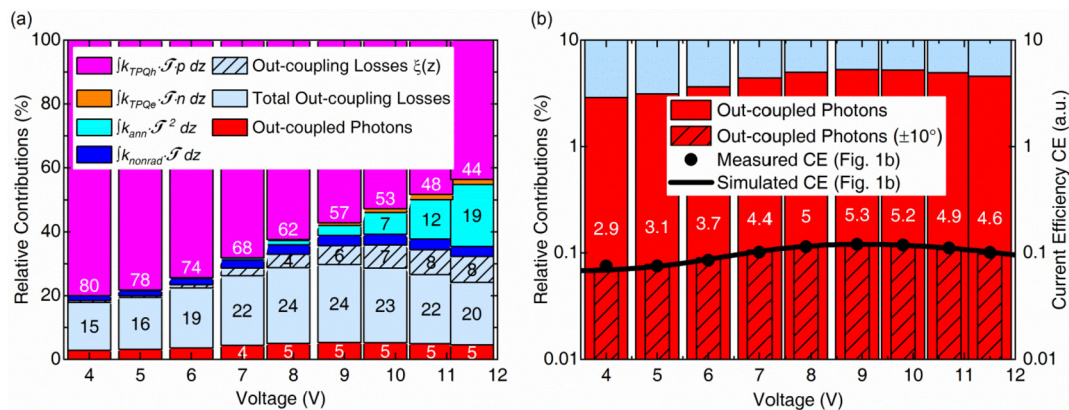 (a)
100
80
60
40
20
0
Relative Contributions (%)
∫k_TPQh·𝒯·p dz
∫k_TPQe·𝒯·n dz
∫k_ann·𝒯² dz
∫k_nonrad·𝒯 dz
Out-coupling Losses ξ(z)
Total Out-coupling Losses
Out-coupled Photons
80 78 74 68 62 57 53 48 44
7 12 19
4 6 7 8 8
15 16 19 22 24 24 23 22 20
4 5 5 5 5 5
4 5 6 7 8 9 10 11 12
Voltage (V)
(b)
10
1
0.1
0.01
Relative Contributions (%)
Out-coupled Photons
Out-coupled Photons (±10°)
Measured CE (Fig. 1b)
Simulated CE (Fig. 1b)
2.9 3.1 3.7 4.4 5 5.3 5.2 4.9 4.6
10
1
0.1
0.01
Current Efficiency CE (a.u.)
4 5 6 7 8 9 10 11 12
Voltage (V)